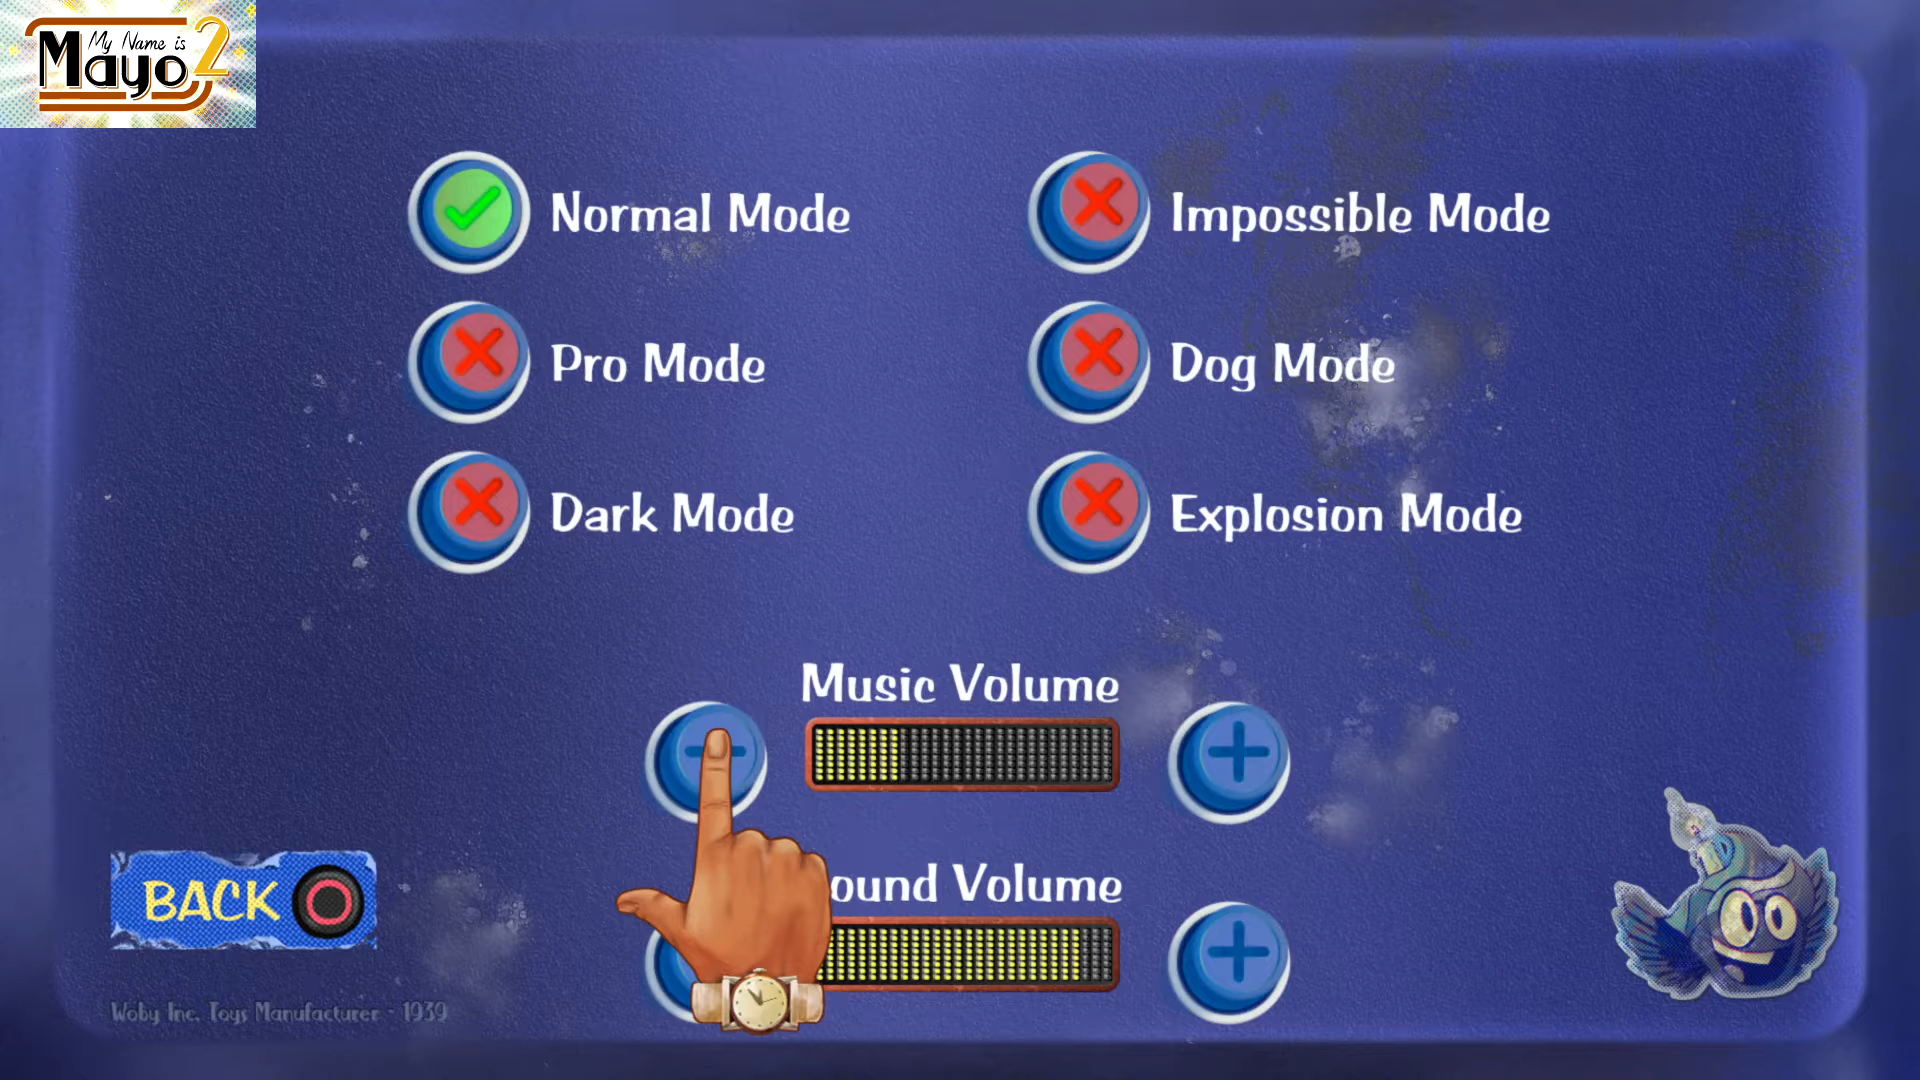 My Name is
Mayo 2
Normal Mode
Impossible Mode
Pro Mode
Dog Mode
Dark Mode
Explosion Mode
Music Volume
ound Volume
BACK
Woby Inc. Toys Manufacturer - 1939